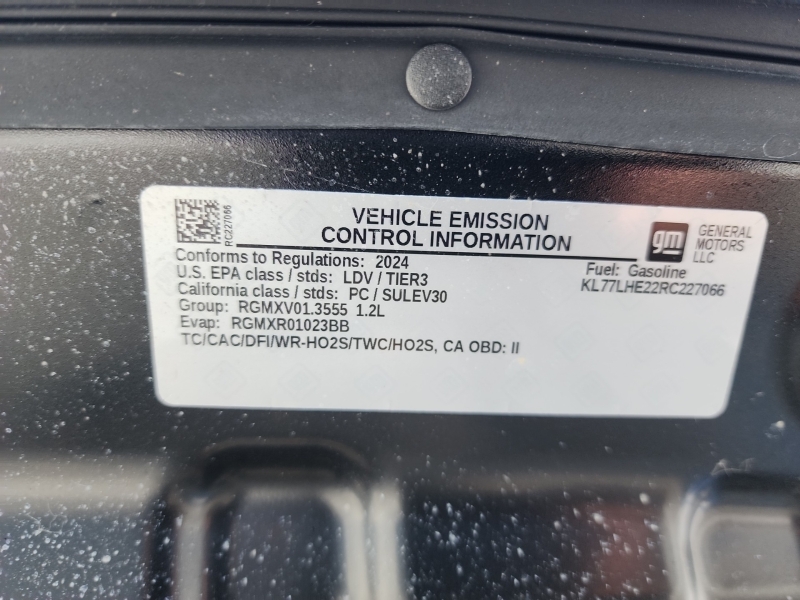 RC227066
VEHICLE EMISSION
CONTROL INFORMATION
gm
GENERAL
MOTORS
LLC
Conforms to Regulations: 2024
U.S. EPA class / stds: LDV / TIER3
California class / stds: PC / SULEV30
Group: RGMXV01.3555 1.2L
Evap: RGMXR01023BB
TC/CAC/DFI/WR-HO2S/TWC/HO2S, CA OBD: II
Fuel: Gasoline
KL77LHE22RC227066